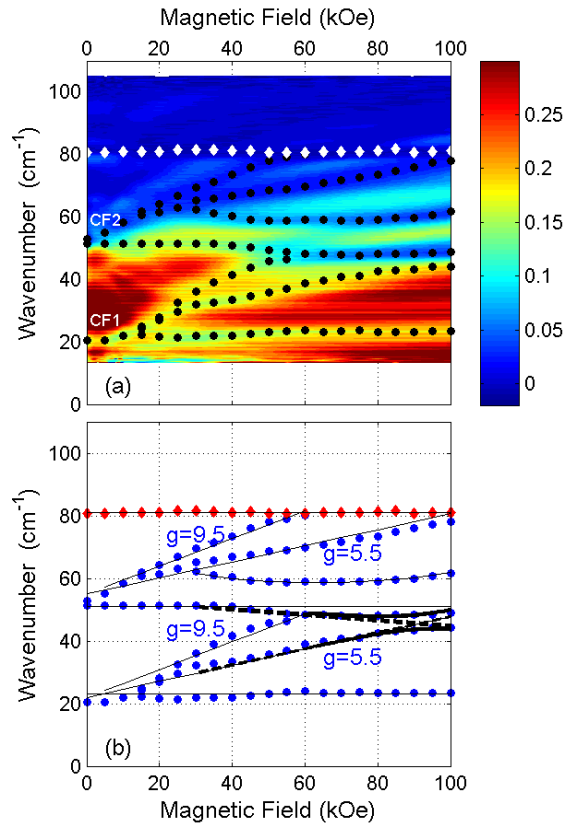 Magnetic Field (kOe)
0 20 40 60 80 100
100
80
60
40
20
0
Wavenumber (cm-1)
CF2
CF1
(a)
0.25
0.2
0.15
0.1
0.05
0
100
80
60
40
20
0
Wavenumber (cm-1)
g=9.5
g=5.5
g=9.5
g=5.5
(b)
0 20 40 60 80 100
Magnetic Field (kOe)